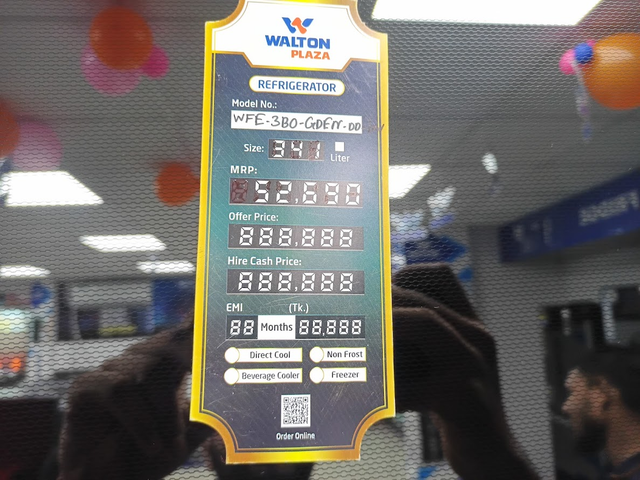 WALTON
PLAZA
REFRIGERATOR
Model No.:
WFE-3B0-GDEN-DD
Size: 341 Liter
MRP:
52,690
Offer Price:
888,888
Hire Cash Price:
888,888
EMI (Tk.)
88 Months 88,888
Direct Cool Non Frost
Beverage Cooler Freezer
Order Online